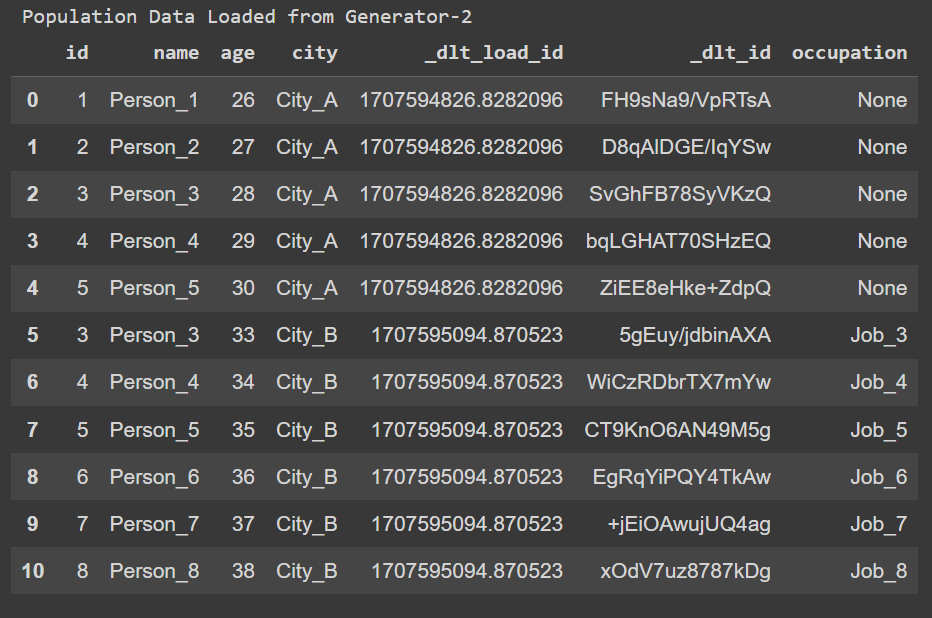 Population Data Loaded from Generator-2
id name age city _dlt_load_id _dlt_id occupation
0 1 Person_1 26 City_A 1707594826.8282096 FH9sNa9/VpRTsA None
1 2 Person_2 27 City_A 1707594826.8282096 D8qAlDGE/IqYSw None
2 3 Person_3 28 City_A 1707594826.8282096 SvGhFB78SyVKzQ None
3 4 Person_4 29 City_A 1707594826.8282096 bqLGHAT70SHzEQ None
4 5 Person_5 30 City_A 1707594826.8282096 ZiEE8eHke+ZdpQ None
5 3 Person_3 33 City_B 1707595094.870523 5gEuy/jdbinAXA Job_3
6 4 Person_4 34 City_B 1707595094.870523 WiCzRDbrTX7mYw Job_4
7 5 Person_5 35 City_B 1707595094.870523 CT9KnO6AN49M5g Job_5
8 6 Person_6 36 City_B 1707595094.870523 EgRqYiPQY4TkAw Job_6
9 7 Person_7 37 City_B 1707595094.870523 +jEiOAwujUQ4ag Job_7
10 8 Person_8 38 City_B 1707595094.870523 xOdV7uz8787kDg Job_8